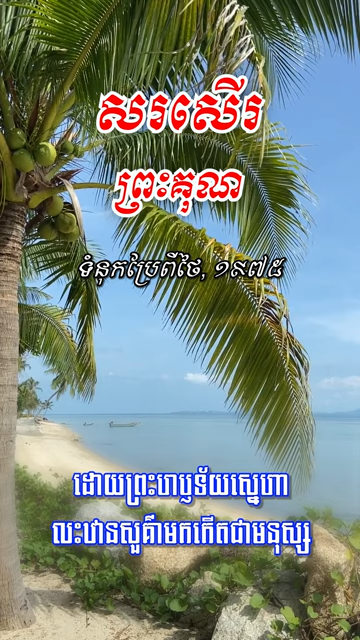 សរសើរ
ព្រះគុណ
ទំនុកប្រែពីថៃ, ១៩៧៥
ដោយព្រះហឫទ័យស្នេហា
លះឋានសួគ៌ាមកកើតជាមនុស្ស